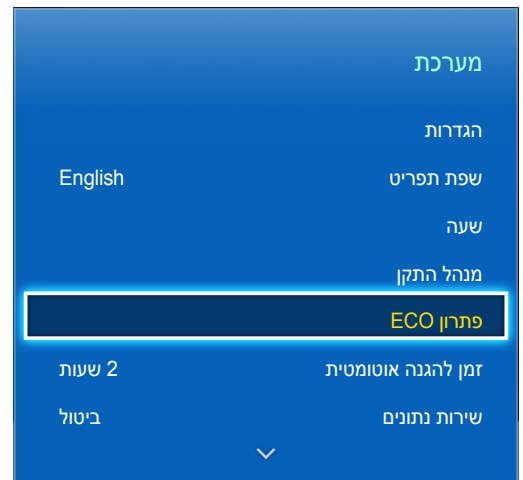 מערכת
הגדרות
שפת תפריט English
שעה
מנהל התקן
פתרון ECO
זמן להגנה אוטומטית 2 שעות
שירות נתונים ביטול